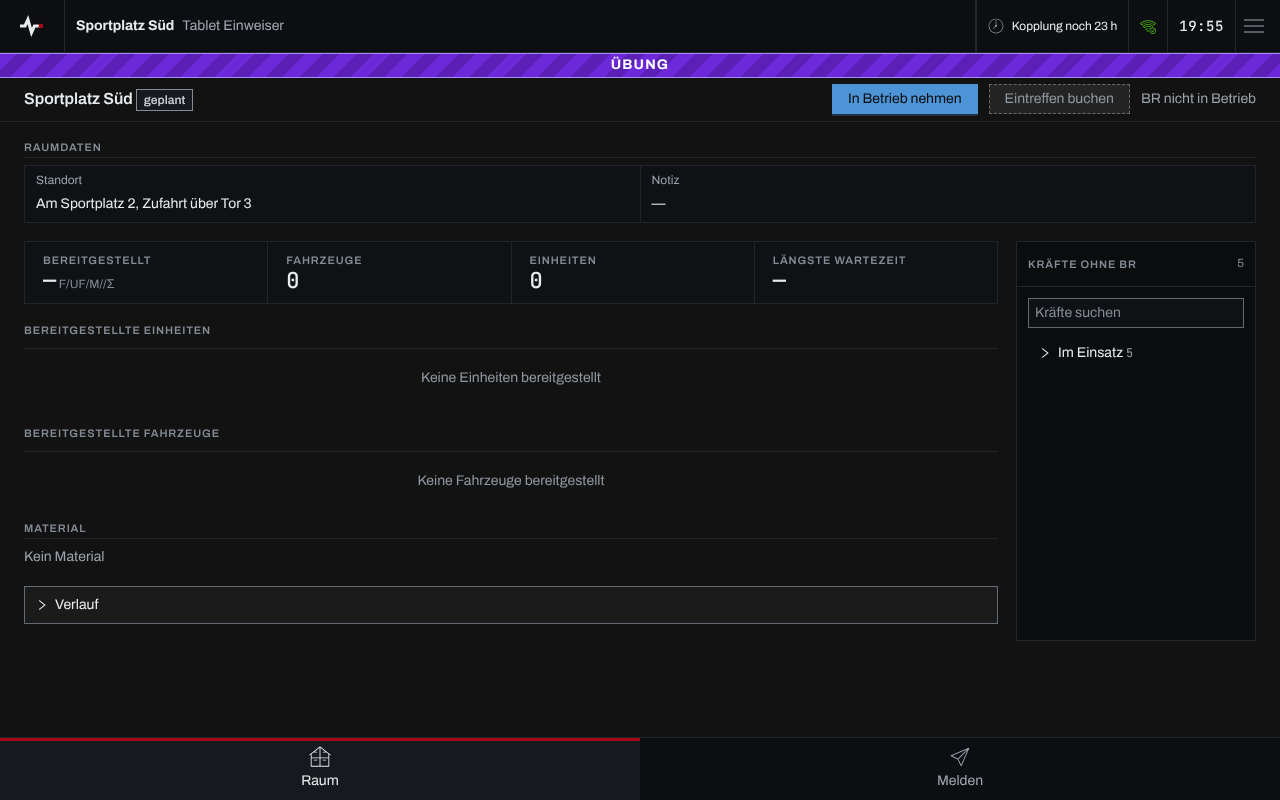 Sportplatz Süd Tablet Einweiser
Kopplung noch 23 h
19:55
ÜBUNG
Sportplatz Süd geplant
In Betrieb nehmen
Eintreffen buchen
BR nicht in Betrieb
RAUMDATEN
Standort
Am Sportplatz 2, Zufahrt über Tor 3
Notiz
—
BEREITGESTELLT
— F/UF/M//Σ
FAHRZEUGE
0
EINHEITEN
0
LÄNGSTE WARTEZEIT
—
KRÄFTE OHNE BR 5
Kräfte suchen
Im Einsatz 5
BEREITGESTELLTE EINHEITEN
Keine Einheiten bereitgestellt
BEREITGESTELLTE FAHRZEUGE
Keine Fahrzeuge bereitgestellt
MATERIAL
Kein Material
Verlauf
Raum
Melden